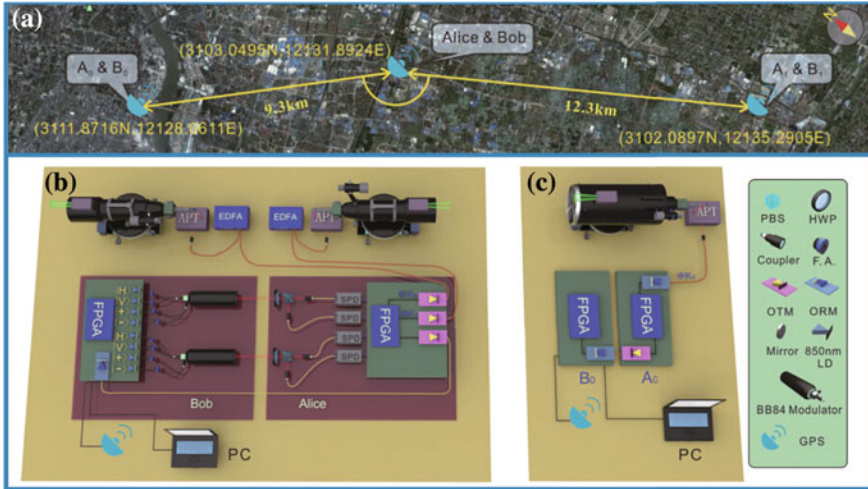 (a)
(3103.0495N,12131.8924E)
Alice & Bob
A₀ & B₀
A₁ & B₁
9.3km
12.3km
(3111.8716N,
(3102.0897N,12135.2905E)
N
(b)
APT
EDFA
EDFA
APT
FPGA
H
V
+
-
H
V
+
-
SPD
SPD
SPD
SPD
FPGA
Bob
Alice
PC
(c)
APT
FPGA
FPGA
B₀
A₀
PC
PBS
HWP
Coupler
F.A.
OTM
ORM
Mirror
850nm
LD
BB84 Modulator
GPS